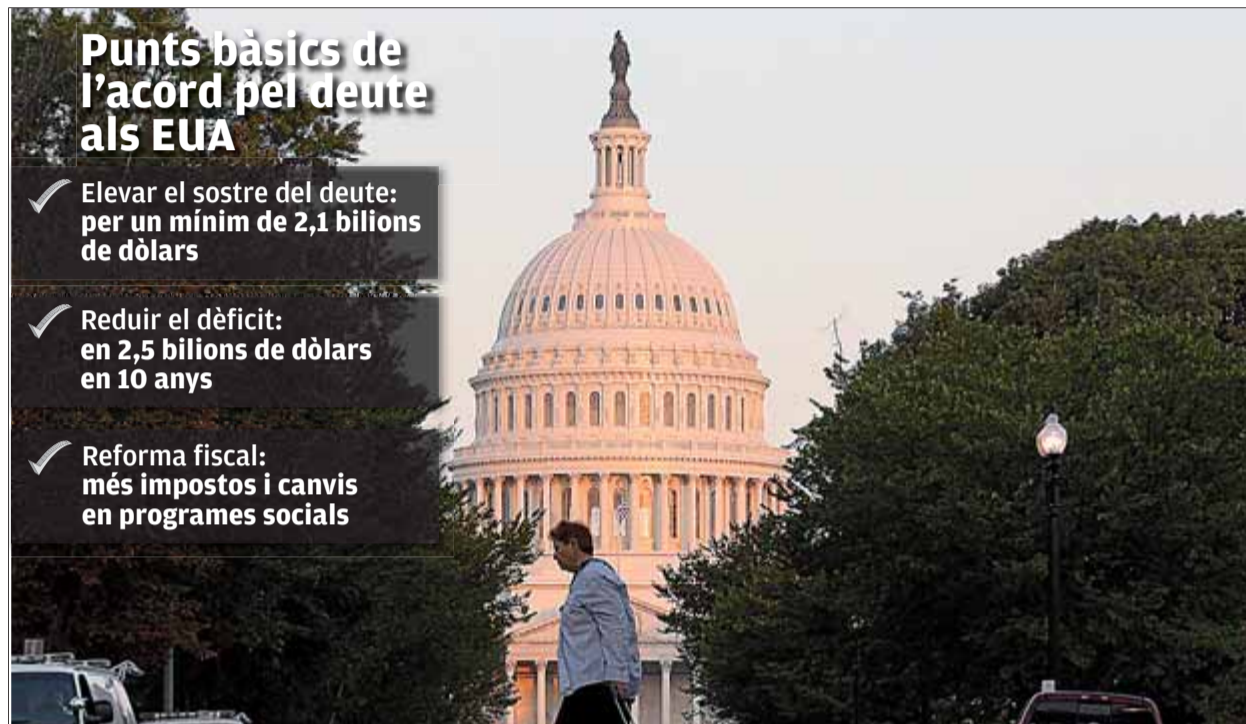 Punts bàsics de
l'acord pel deute
als EUA
Elevar el sostre del deute:
per un mínim de 2,1 bilions
de dòlars
Reduir el dèficit:
en 2,5 bilions de dòlars
en 10 anys
Reforma fiscal:
més impostos i canvis
en programes socials